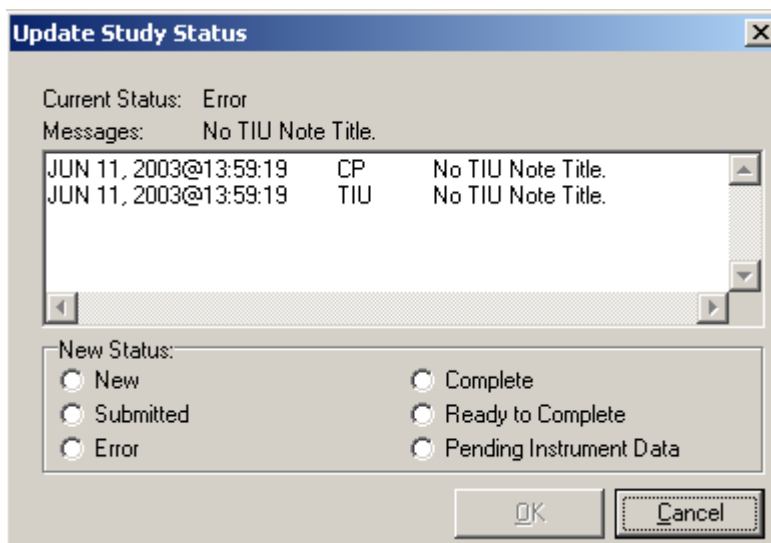 Update Study Status
Current Status: Error
Messages: No TIU Note Title.
JUN 11, 2003@13:59:19 CP No TIU Note Title.
JUN 11, 2003@13:59:19 TIU No TIU Note Title.
New Status:
New Complete
Submitted Ready to Complete
Error Pending Instrument Data
OK Cancel